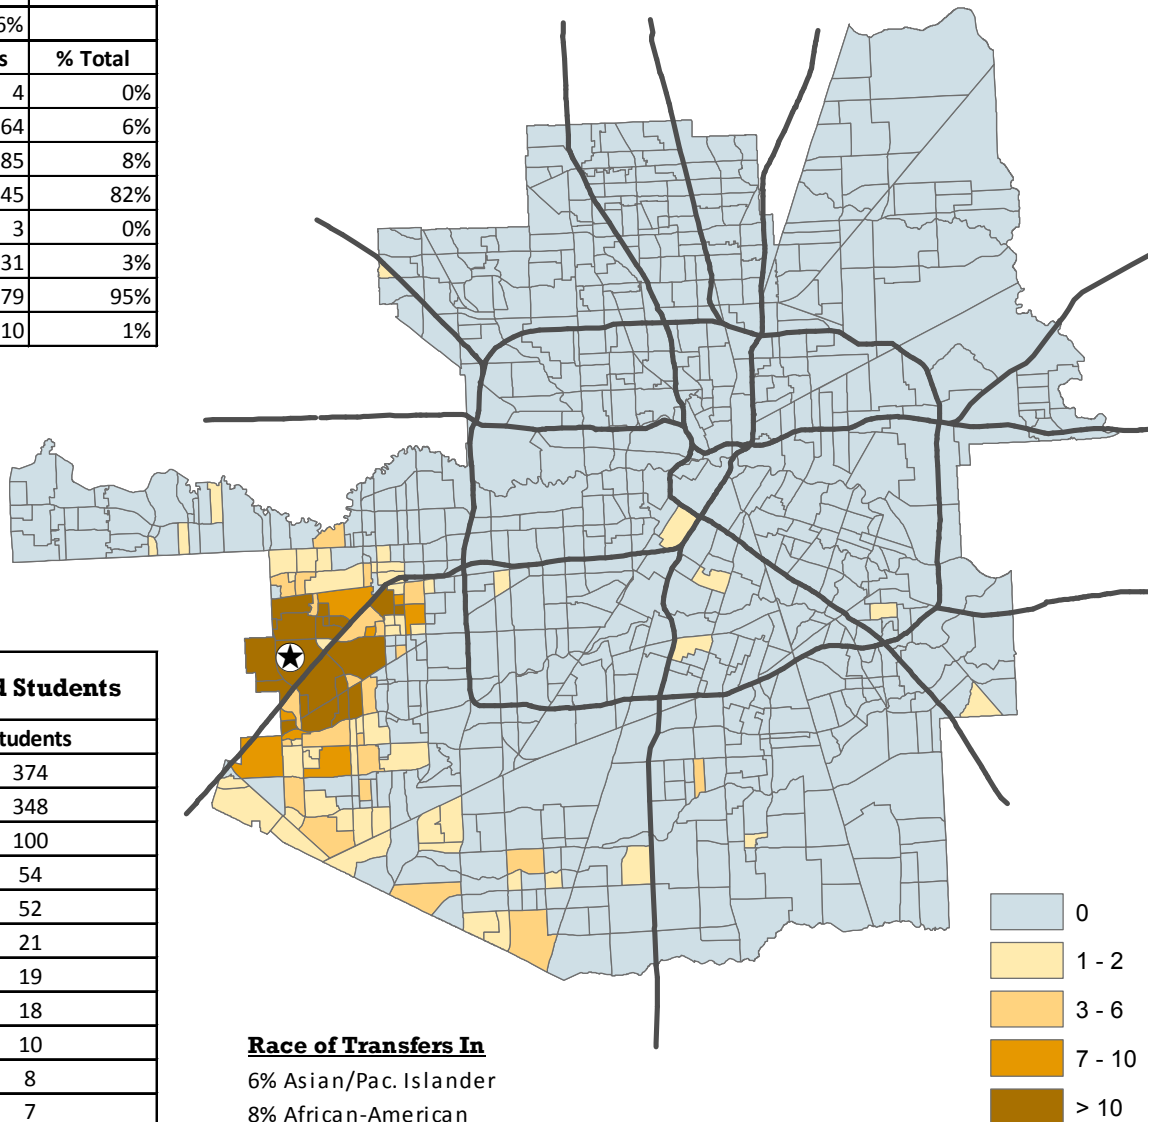 6%
s % Total
4 0%
64 6%
85 8%
45 82%
3 0%
31 3%
79 95%
10 1%
d Students
tudents
374
348
100
54
52
21
19
18
10
8
7
0
1 - 2
3 - 6
7 - 10
> 10
Race of Transfers In
6% Asian/Pac. Islander
8% African-American